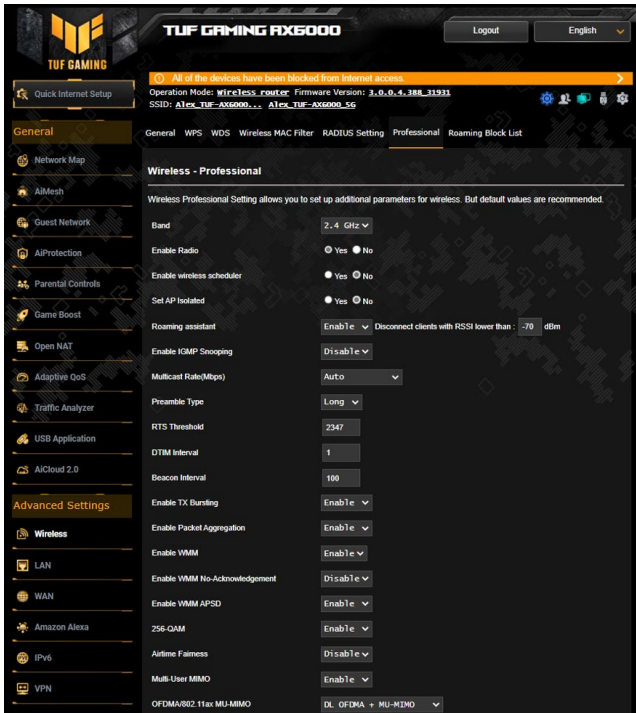 TUF GAMING AX6000
Logout
English
TUF GAMING
All of the devices have been blocked from Internet access.
Quick Internet Setup
Operation Mode: Wireless router Firmware Version: 3.0.0.4.388_31931
SSID: Alex_TUF-AX6000... Alex_TUF-AX6000_5G
General
General WPS WDS Wireless MAC Filter RADIUS Setting Professional Roaming Block List
Network Map
AiMesh
Guest Network
AiProtection
Parental Controls
Game Boost
Open NAT
Adaptive QoS
Traffic Analyzer
USB Application
AiCloud 2.0
Advanced Settings
Wireless
LAN
WAN
Amazon Alexa
IPv6
VPN
Wireless - Professional
Wireless Professional Setting allows you to set up additional parameters for wireless. But default values are recommended.
Band 2.4 GHz
Enable Radio Yes No
Enable wireless scheduler Yes No
Set AP Isolated Yes No
Roaming assistant Enable Disconnect clients with RSSI lower than : -70 dBm
Enable IGMP Snooping Disable
Multicast Rate(Mbps) Auto
Preamble Type Long
RTS Threshold 2347
DTIM Interval 1
Beacon Interval 100
Enable TX Bursting Enable
Enable Packet Aggregation Enable
Enable WMM Enable
Enable WMM No-Acknowledgement Disable
Enable WMM APSD Enable
256-QAM Enable
Airtime Fairness Disable
Multi-User MIMO Enable
OFDMA/802.11ax MU-MIMO DL OFDMA + MU-MIMO